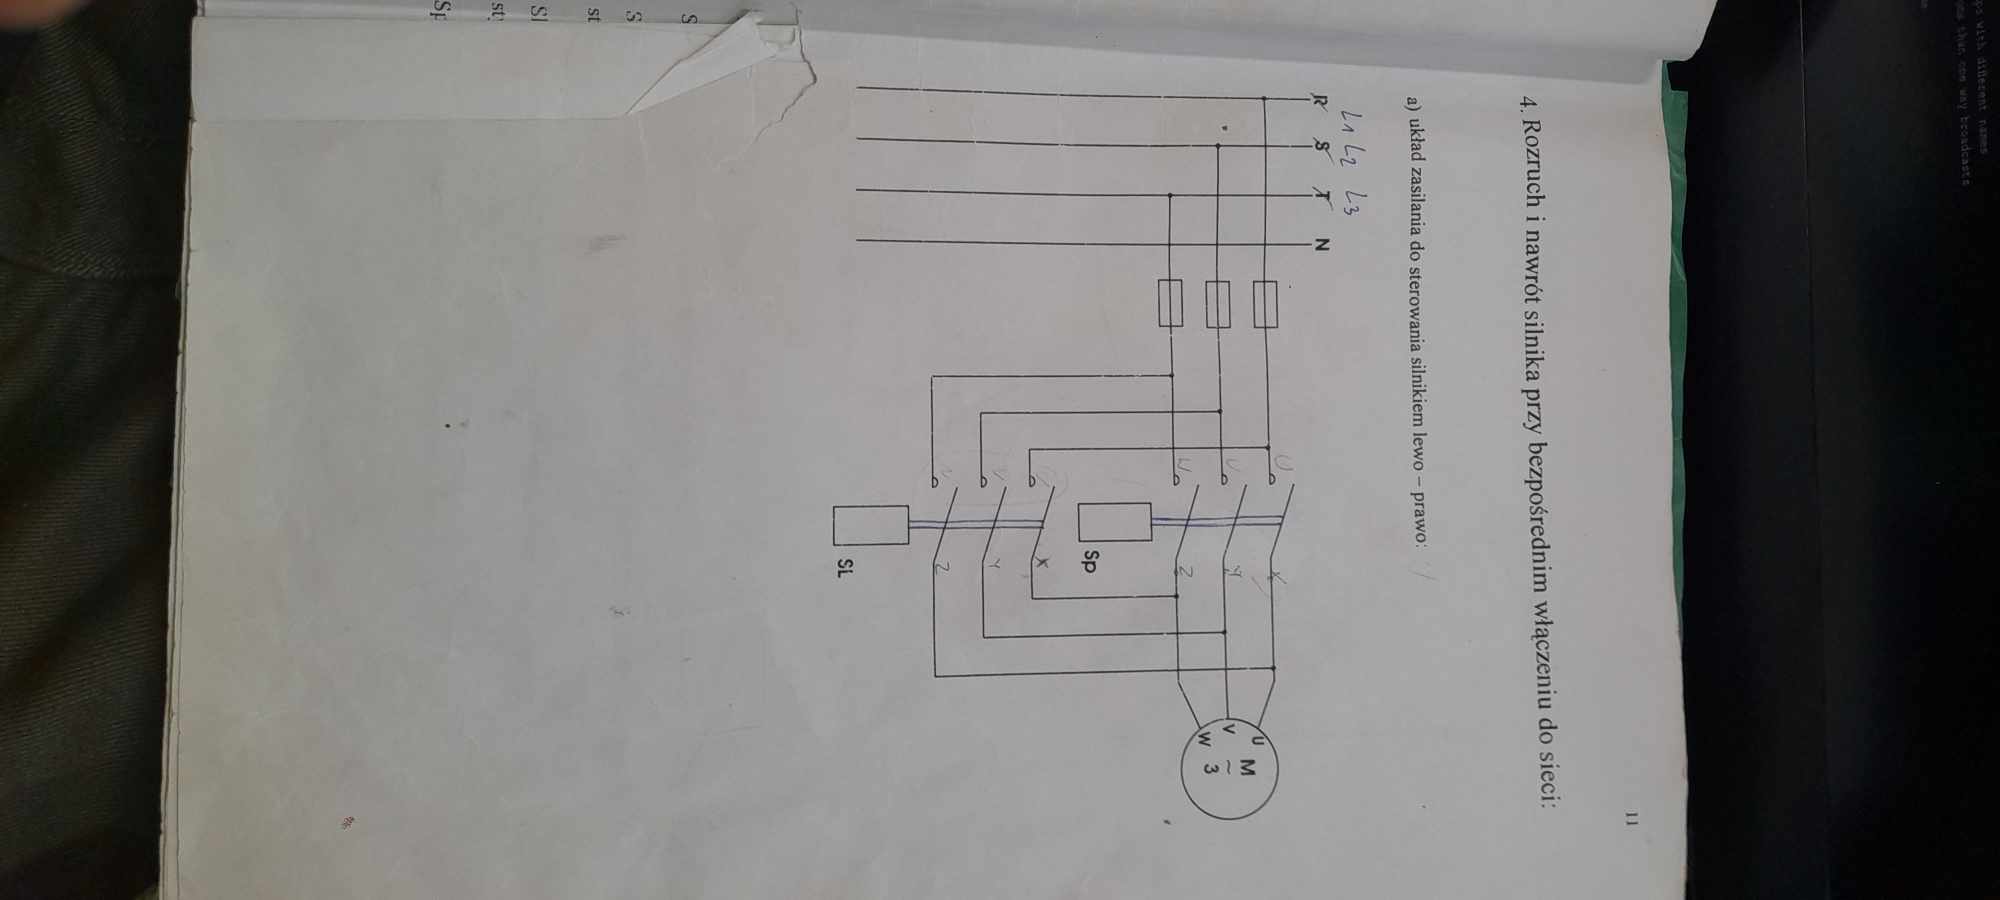 11
4. Rozruch i nawrót silnika przy bezpośrednim włączeniu do sieci:
a) układ zasilania do sterowania silnikiem lewo – prawo:
L1 L2 L3
R S T N
U X
V Y
W Z
Sp
X
V Y
Z
SL
U
V
W
M
~
3